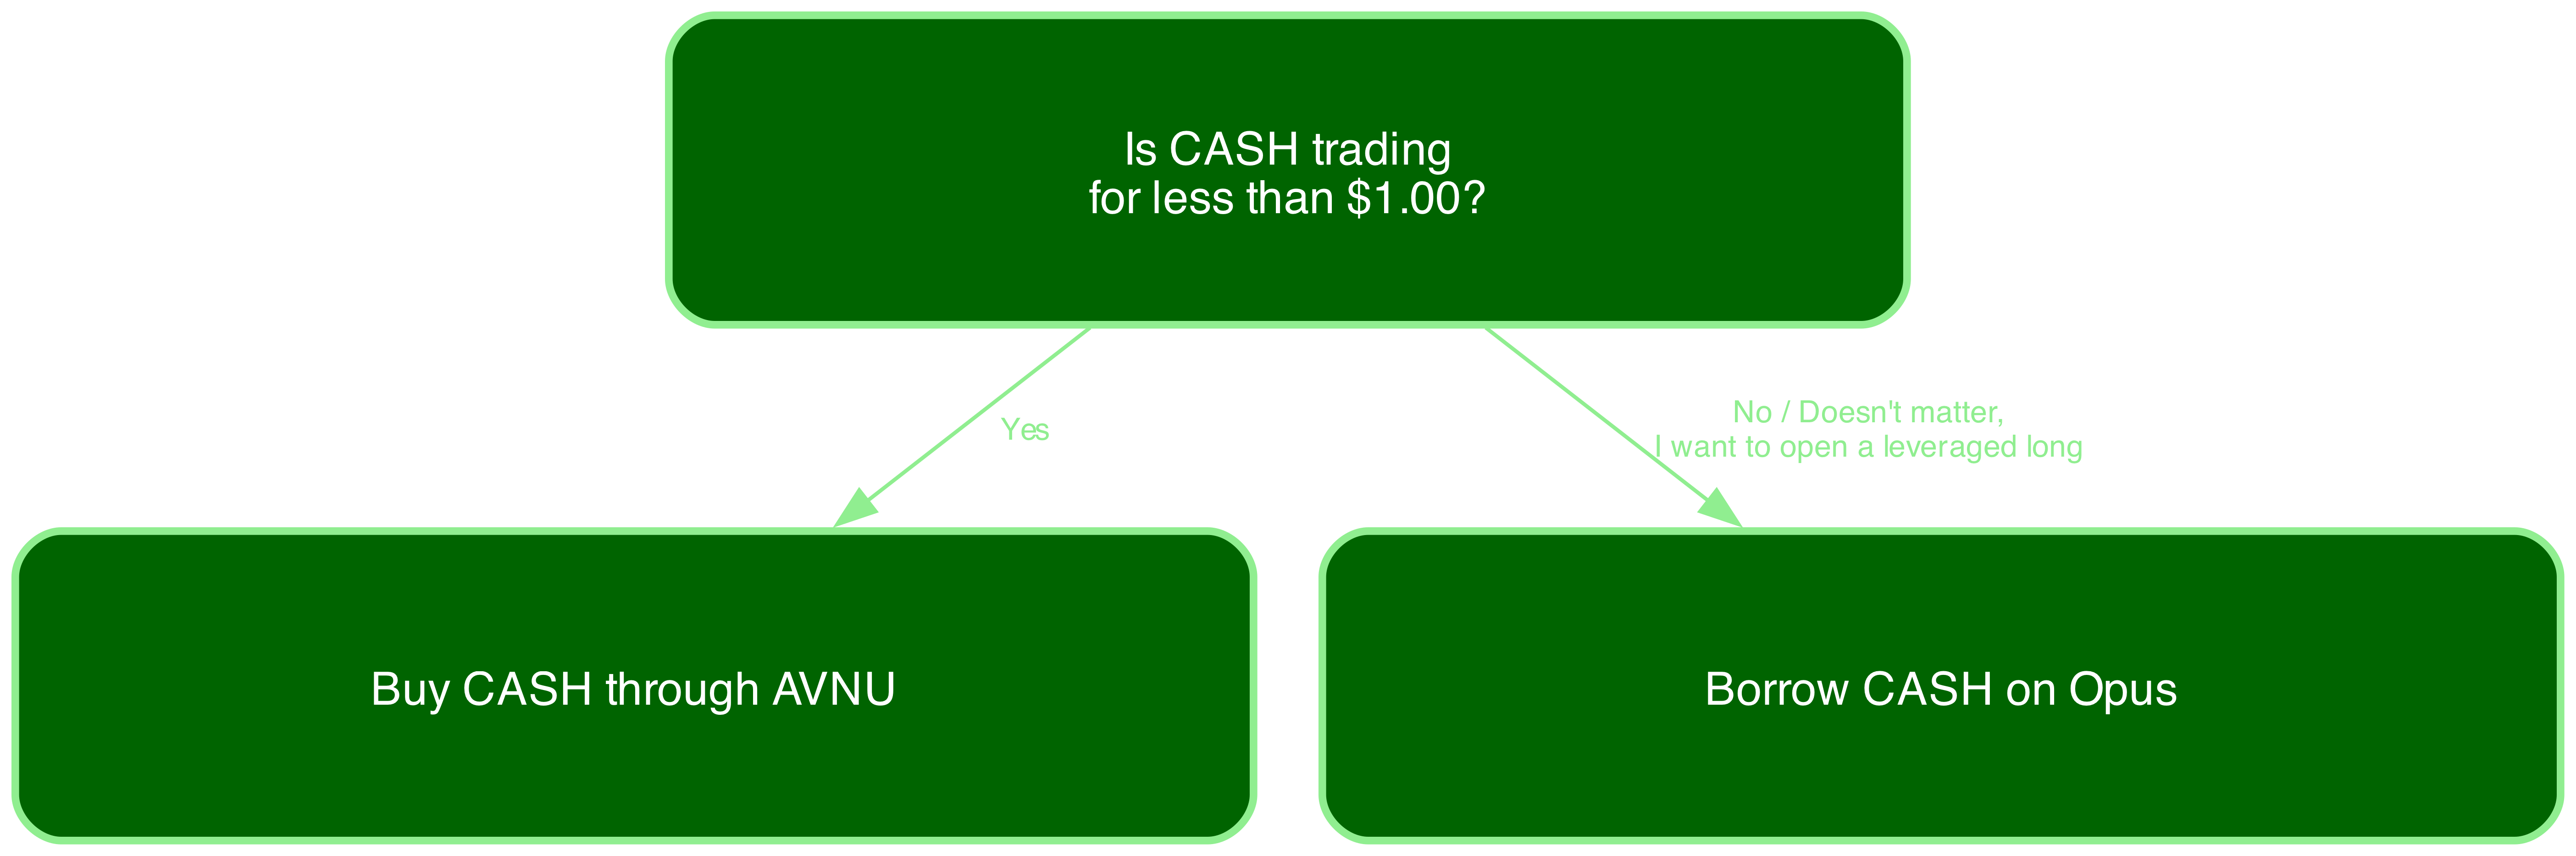 Is CASH trading
for less than $1.00?
Yes
No / Doesn't matter,
I want to open a leveraged long
Buy CASH through AVNU
Borrow CASH on Opus